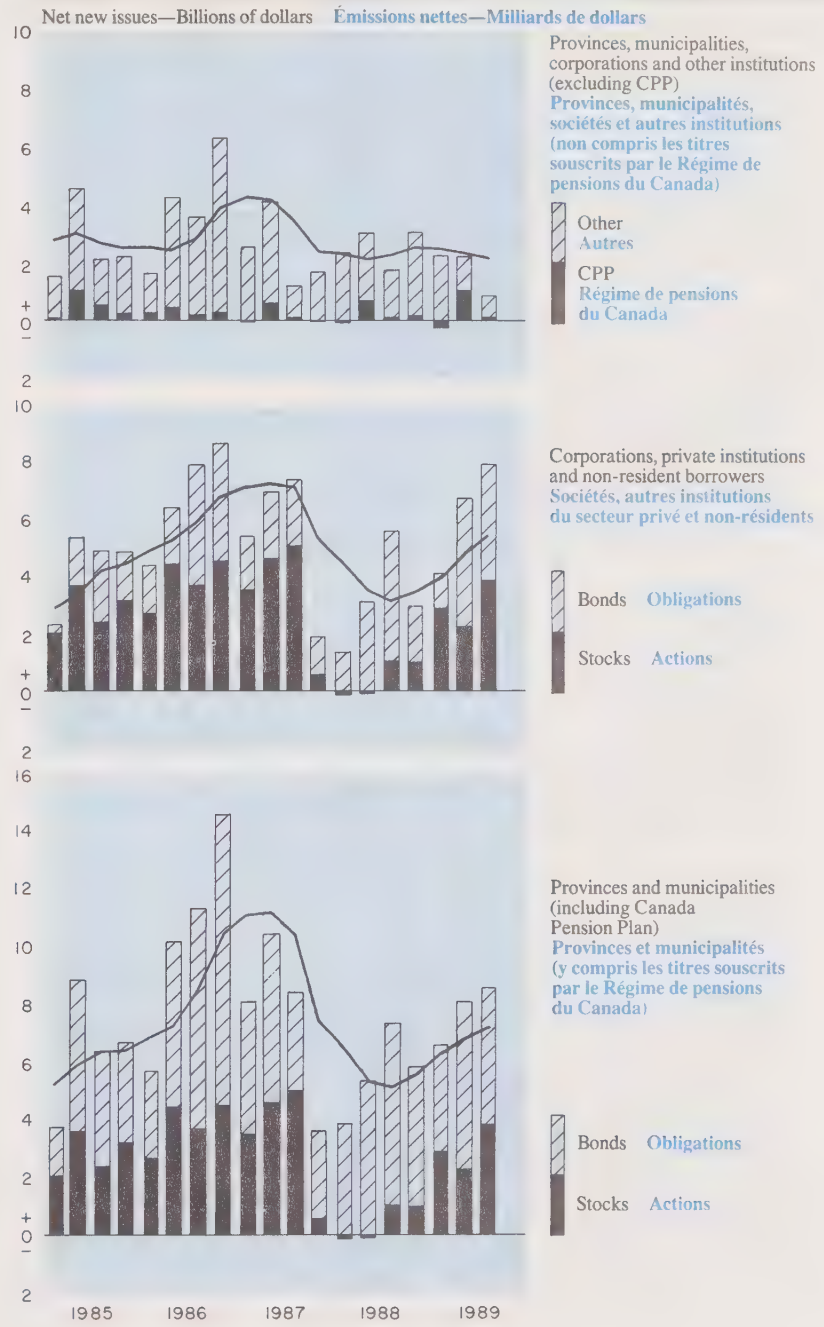 Net new issues—Billions of dollars Émissions nettes—Milliards de dollars
10
8
6
4
2
+
0
–
2
Provinces, municipalities,
corporations and other institutions
(excluding CPP)
Provinces, municipalités,
sociétés et autres institutions
(non compris les titres
souscrits par le Régime de
pensions du Canada)
Other
Autres
CPP
Régime de pensions
du Canada
10
8
6
4
2
+
0
–
2
Corporations, private institutions
and non-resident borrowers
Sociétés, autres institutions
du secteur privé et non-résidents
Bonds Obligations
Stocks Actions
16
14
12
10
8
6
4
2
+
0
–
2
Provinces and municipalities
(including Canada
Pension Plan)
Provinces et municipalités
(y compris les titres souscrits
par le Régime de pensions
du Canada)
Bonds Obligations
Stocks Actions
1985 1986 1987 1988 1989